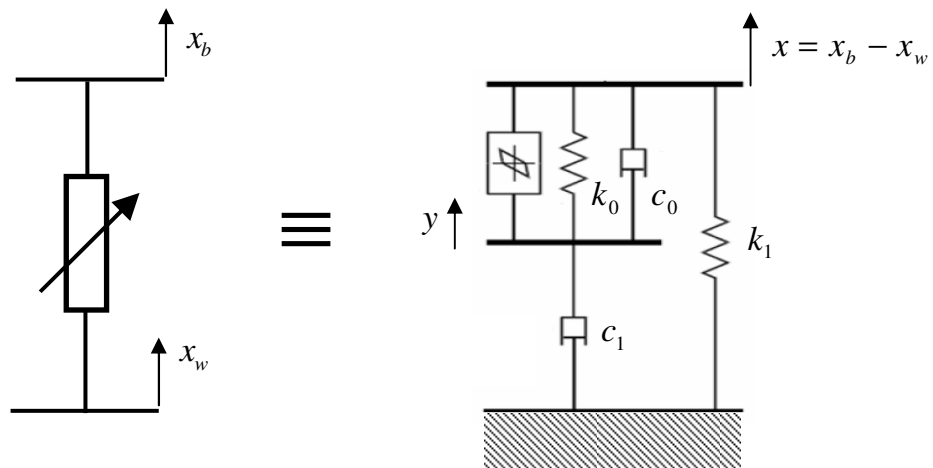 x_b
x_w
≡
x = x_b − x_w
y
k_0
c_0
k_1
c_1